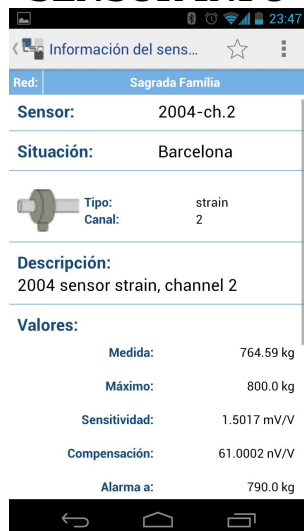 23:47
Información del sens...
Red: Sagrada Família
Sensor: 2004-ch.2
Situación: Barcelona
Tipo: strain
Canal: 2
Descripción:
2004 sensor strain, channel 2
Valores:
Medida: 764.59 kg
Máximo: 800.0 kg
Sensitividad: 1.5017 mV/V
Compensación: 61.0002 nV/V
Alarma a: 790.0 kg